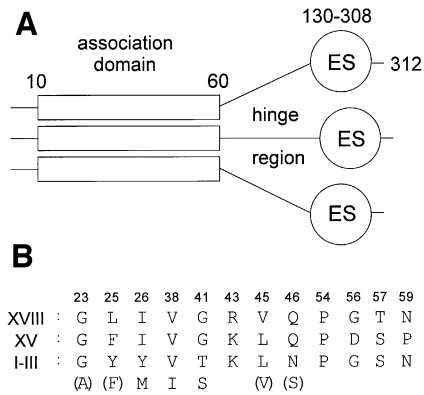 A
130-308
association
domain
10
60
ES
312
hinge
ES
region
ES
B
23 25 26 38 41 43 45 46 54 56 57 59
XVIII : G L I V G R V Q P G T N
XV : G F I V G K L Q P D S P
I-III : G Y Y V T K L N P G S N
(A) (F) M I S (V) (S)